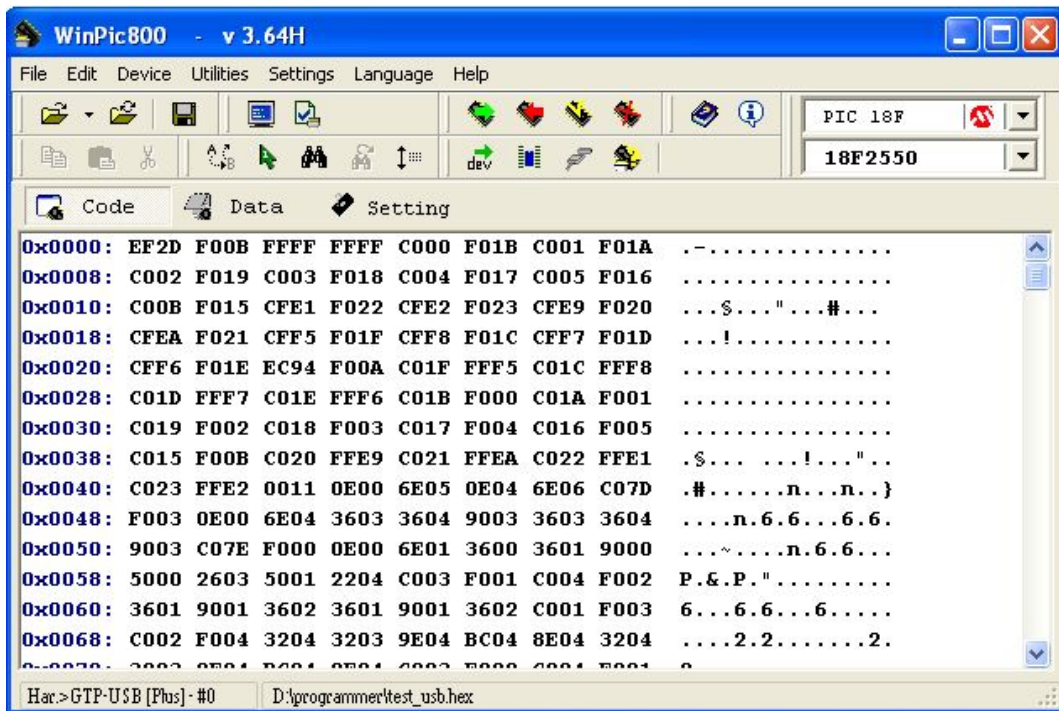 WinPic800 - v 3.64H
File Edit Device Utilities Settings Language Help
PIC 18F
dev
18F2550
Code Data Setting
0x0000: EF2D F00B FFFF FFFF C000 F01B C001 F01A .-..............
0x0008: C002 F019 C003 F018 C004 F017 C005 F016 ................
0x0010: C00B F015 CFE1 F022 CFE2 F023 CFE9 F020 ...§..."...#...
0x0018: CFEA F021 CFF5 F01F CFF8 F01C CFF7 F01D ...!............
0x0020: CFF6 F01E EC94 F00A C01F FFF5 C01C FFF8 ................
0x0028: C01D FFF7 C01E FFF6 C01B F000 C01A F001 ................
0x0030: C019 F002 C018 F003 C017 F004 C016 F005 ................
0x0038: C015 F00B C020 FFE9 C021 FFEA C022 FFE1 .§... ...!..."..
0x0040: C023 FFE2 0011 0E00 6E05 0E04 6E06 C07D .#......n...n..}
0x0048: F003 0E00 6E04 3603 3604 9003 3603 3604 ....n.6.6...6.6.
0x0050: 9003 C07E F000 0E00 6E01 3600 3601 9000 ...~....n.6.6...
0x0058: 5000 2603 5001 2204 C003 F001 C004 F002 P.&.P.".........
0x0060: 3601 9001 3602 3601 9001 3602 C001 F003 6...6.6...6.....
0x0068: C002 F004 3204 3203 9E04 BC04 8E04 3204 ....2.2.......2.
Har.>GTP-USB [Plus] - #0 D:\programmer\test_usb.hex